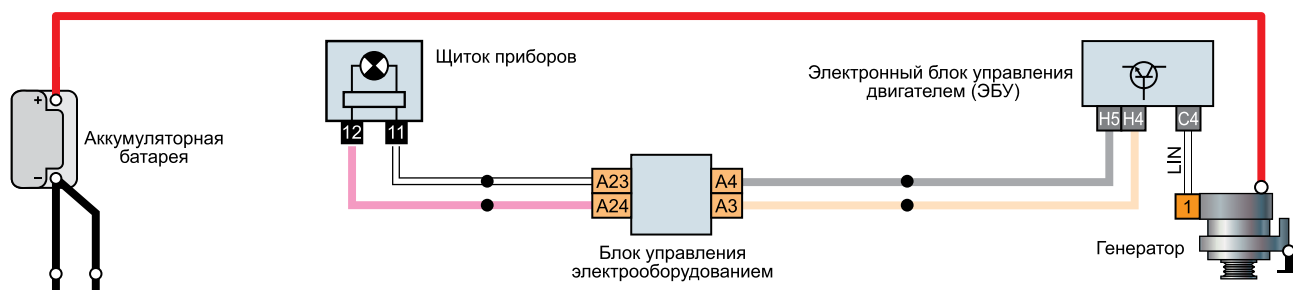 Щиток приборов
Электронный блок управления
двигателем (ЭБУ)
+
−
Аккумуляторная
батарея
12
11
H5
H4
C4
LIN
A23
A24
A4
A3
1
Блок управления
электрооборудованием
Генератор